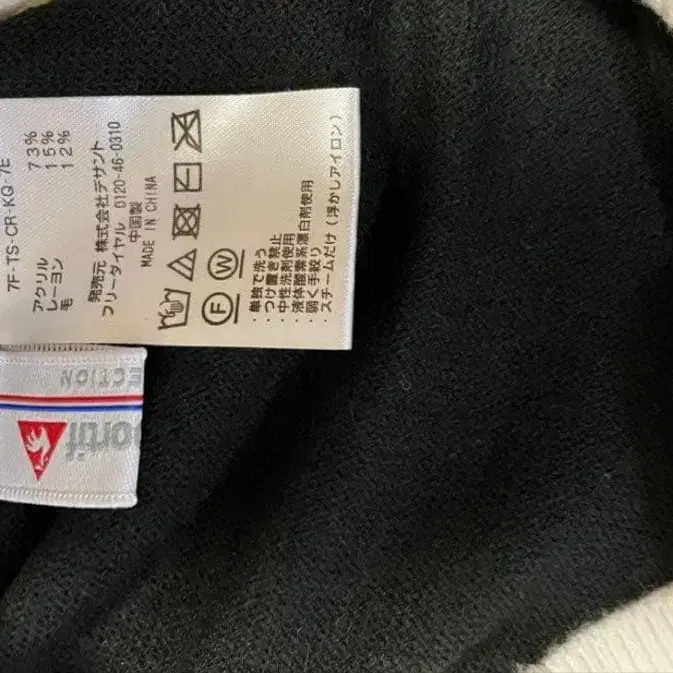 7F-TS-CR-KQ-7E
アクリル 73%
レーヨン 15%
毛 12%
発売元 株式会社デサント
フリーダイヤル 0120-46-0310
中国製
MADE IN CHINA
F W
・単独で洗う
・つけ置き禁止
・中性洗剤使用
・液体酸素系漂白剤使用
・弱く手絞り
・スチームだけ(浮かしアイロン)
ECTION
portif